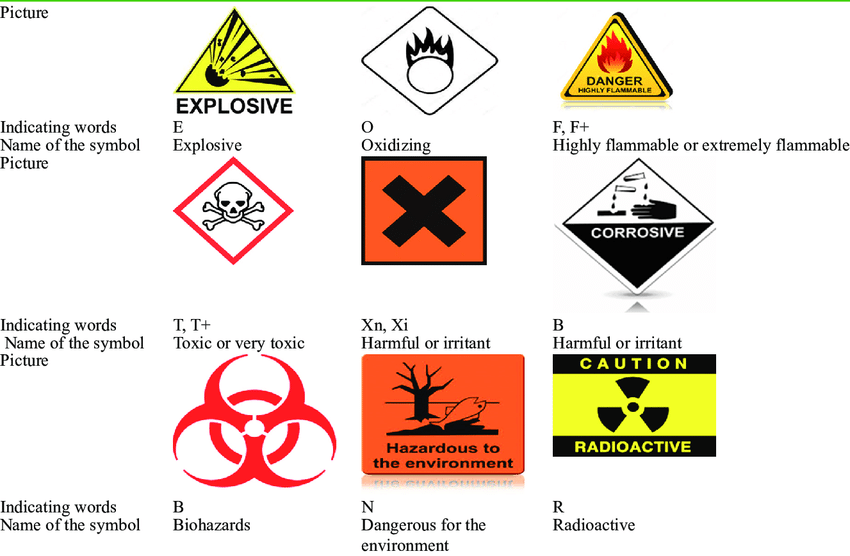 Picture
EXPLOSIVE
DANGER
HIGHLY FLAMMABLE
Indicating words E O F, F+
Name of the symbol Explosive Oxidizing Highly flammable or extremely flammable
Picture
CORROSIVE
Indicating words T, T+ Xn, Xi B
Name of the symbol Toxic or very toxic Harmful or irritant Harmful or irritant
Picture
CAUTION
Hazardous to
the environment
RADIOACTIVE
Indicating words B N R
Name of the symbol Biohazards Dangerous for the environment Radioactive